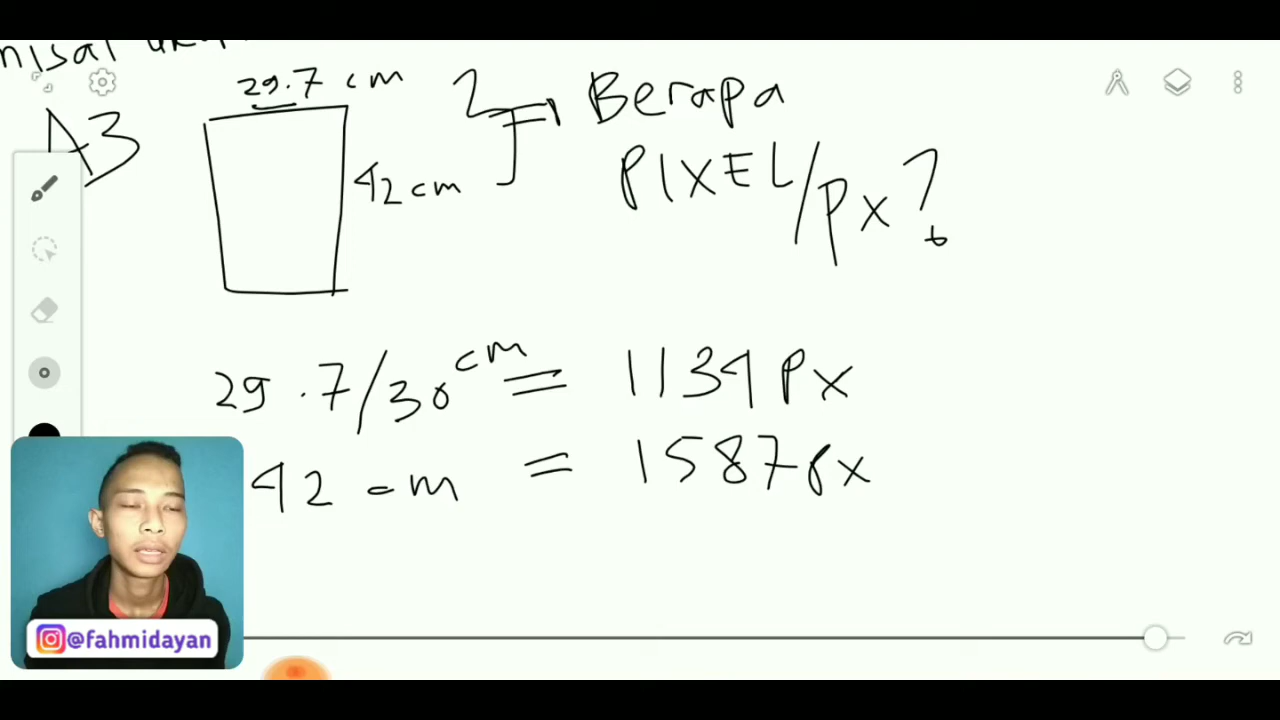 29.7 cm
A3
42 cm
Berapa
PIXEL/px?
29.7/30 cm = 1134 px
42 cm = 1587 px
@fahmidayan